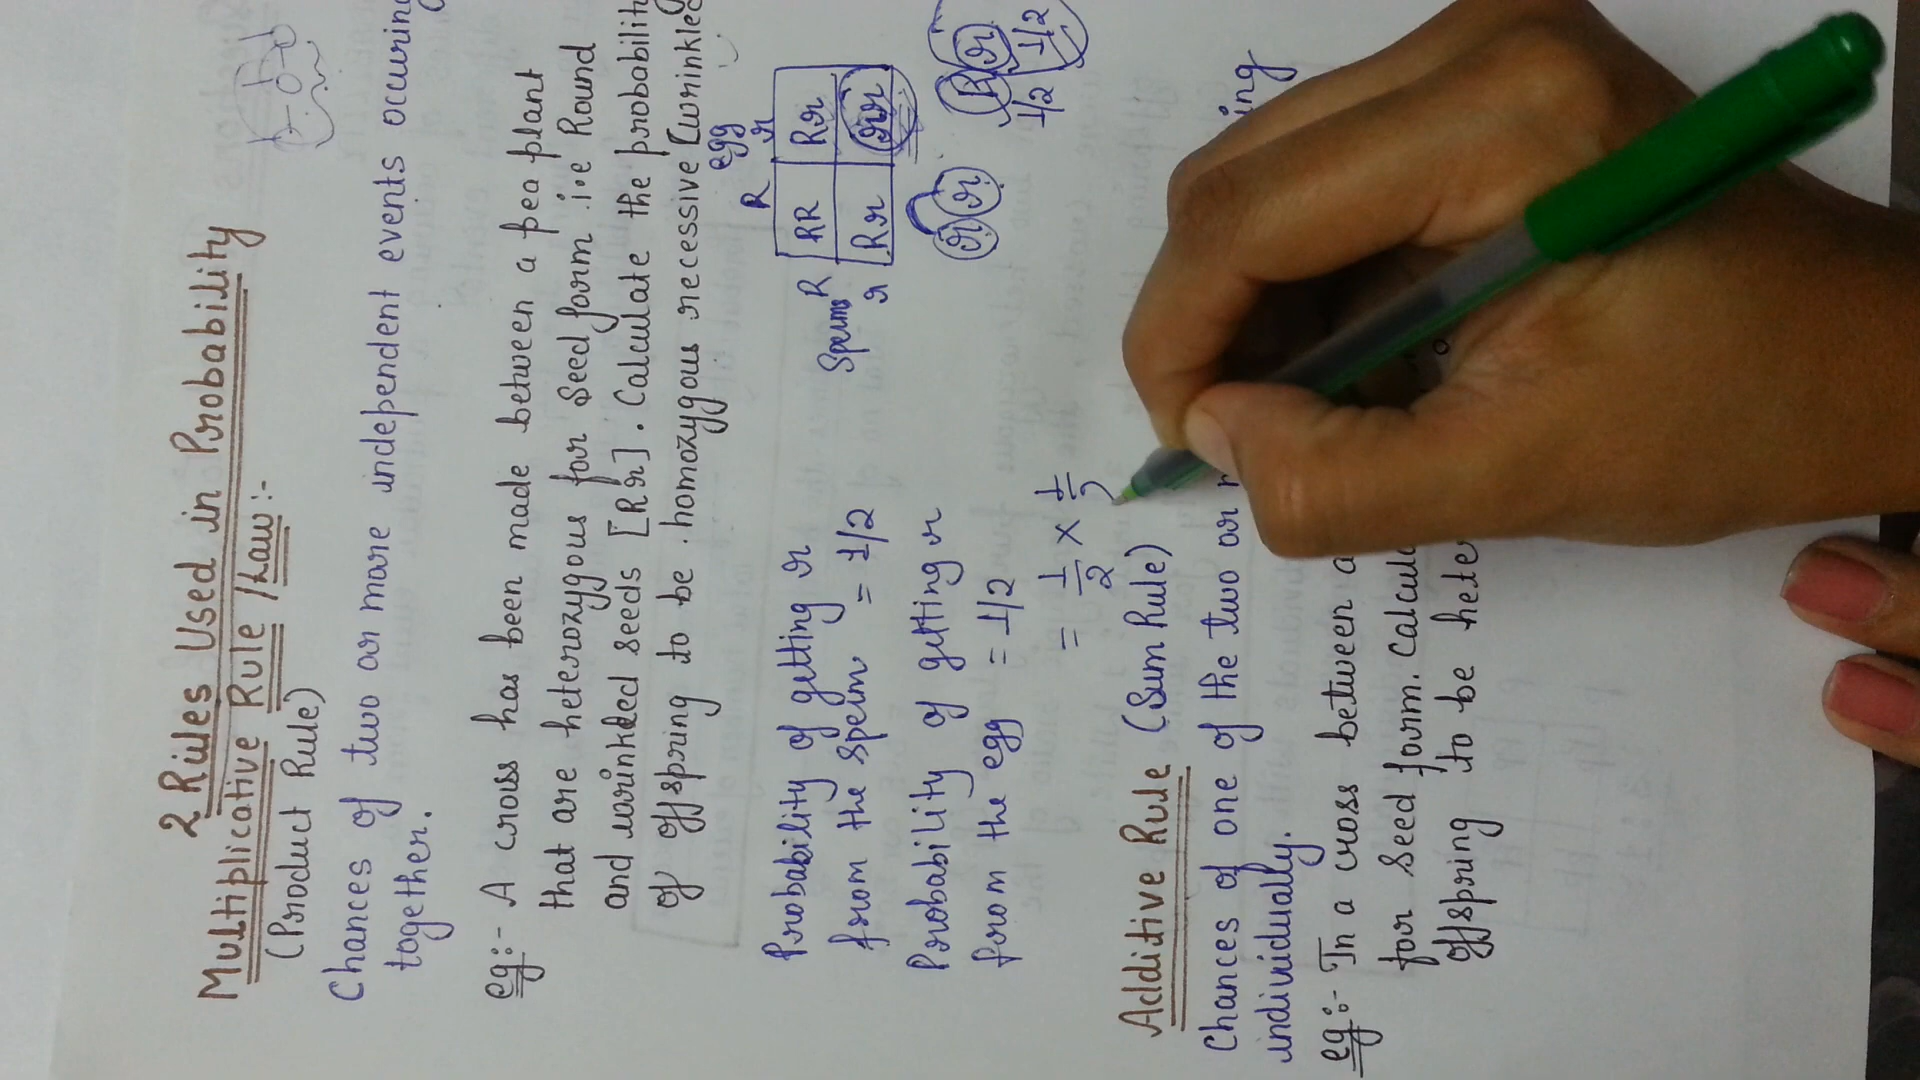 2 Rules Used in Probability
Multiplicative Rule / Law :-
(Product Rule)
Chances of two or more independent events occuring
together.
eg:- A cross has been made between a pea plant
that are heterozygous for seed form i.e Round
and wrinkled seeds [Rr]. Calculate the probability
of offspring to be homozygous recessive [wrinkled
egg
R r
Sperms R RR Rr
r Rr rr
Probability of getting r
from the sperm = 1/2
r r
R r
1/2 1/2
Probability of getting r
from the egg = 1/2
= 1/2 × 1
Additive Rule (Sum Rule)
Chances of one of the two or
individually.
eg:- In a cross between a
for seed form.
offspring to be